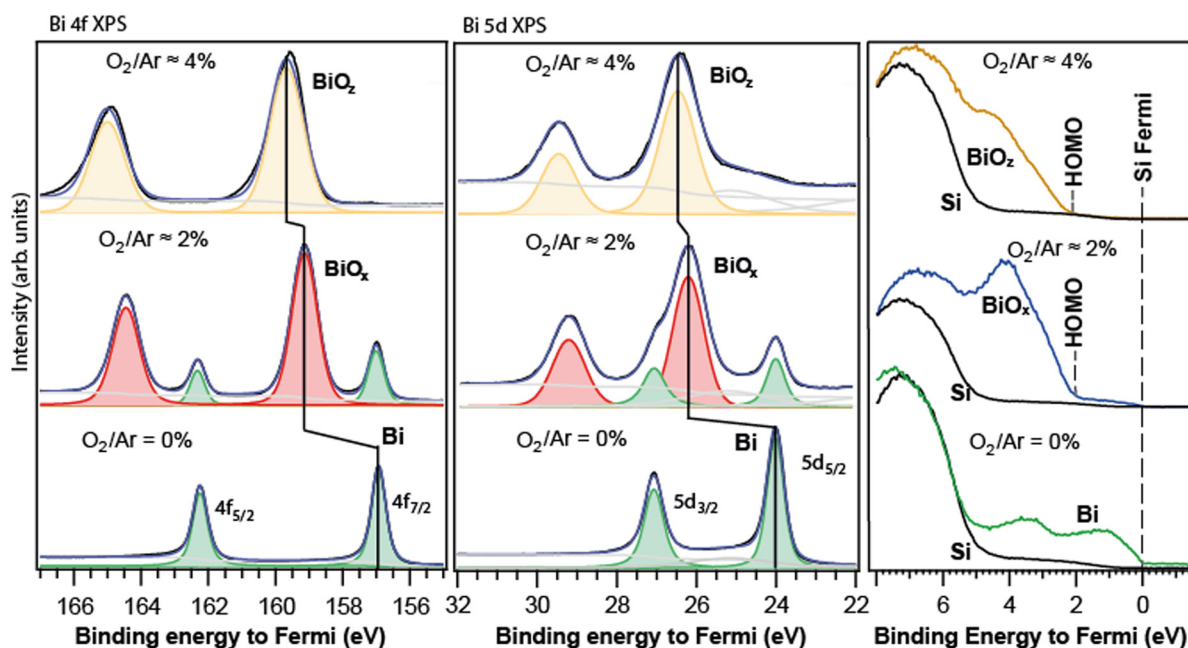 Bi 4f XPS
O₂/Ar ≈ 4%
BiO_z
O₂/Ar ≈ 2%
BiOₓ
O₂/Ar = 0%
Bi
4f₅/₂
4f₇/₂
Intensity (arb. units)
166 164 162 160 158 156
Binding energy to Fermi (eV)
Bi 5d XPS
O₂/Ar ≈ 4%
BiO_z
O₂/Ar ≈ 2%
BiOₓ
O₂/Ar = 0%
Bi
5d₅/₂
5d₃/₂
32 30 28 26 24 22
Binding energy to Fermi (eV)
O₂/Ar ≈ 4%
BiO_z
Si
HOMO
Si Fermi
O₂/Ar ≈ 2%
BiOₓ
Si
HOMO
O₂/Ar = 0%
Bi
Si
6 4 2 0
Binding Energy to Fermi (eV)